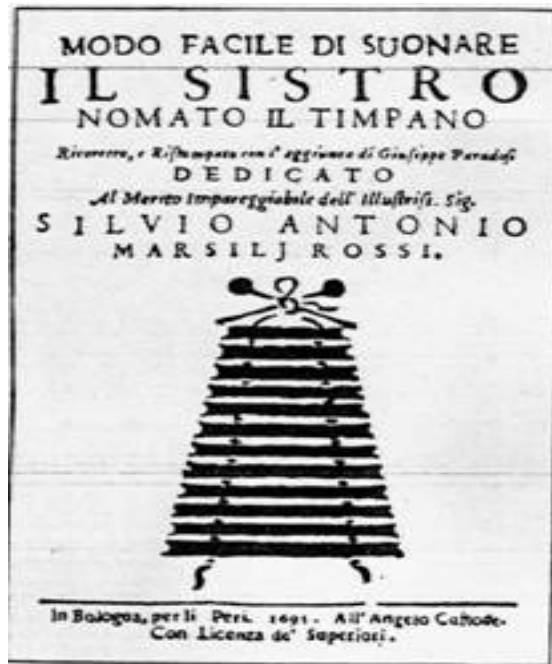 MODO FACILE DI SUONARE
IL SISTRO
NOMATO IL TIMPANO
Ricorretto, e Ristampato con l' aggiunta di Giuseppe Paradossi
DEDICATO
Al Merito Impareggiabile dell' Illustriss. Sig.
SILVIO ANTONIO
MARSILJ ROSSI.
In Bologna, per li Peri. 1695. All' Angelo Custode.
Con Licenza de' Superiori.